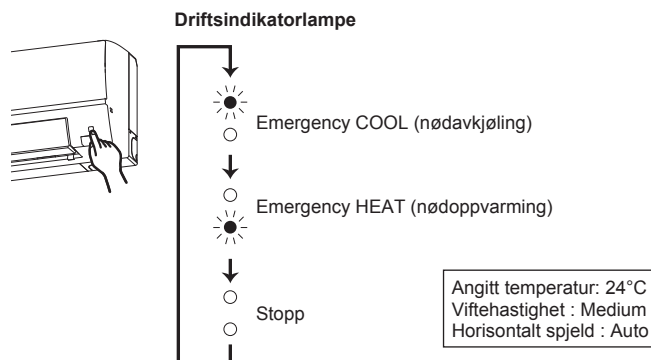 Driftsindikatorlampe
Emergency COOL (nødavkjøling)
Emergency HEAT (nødoppvarming)
Stopp
Angitt temperatur: 24°C
Viftehastighet : Medium
Horisontalt spjeld : Auto